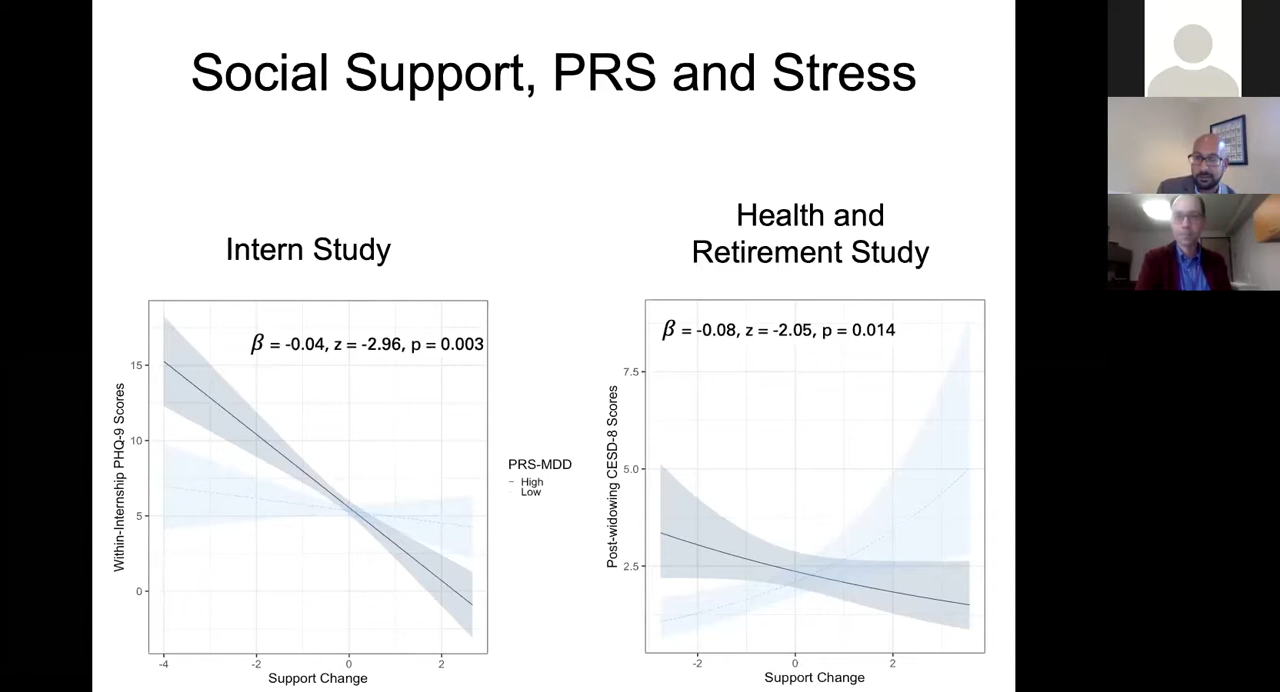 Social Support, PRS and Stress
Intern Study
β = -0.04, z = -2.96, p = 0.003
Within-Internship PHQ-9 Scores
15
10
5
0
-4
-2
0
2
Support Change
PRS-MDD
High
Low
Health and
Retirement Study
β = -0.08, z = -2.05, p = 0.014
Post-widowing CESD-8 Scores
7.5
5.0
2.5
-2
0
2
Support Change